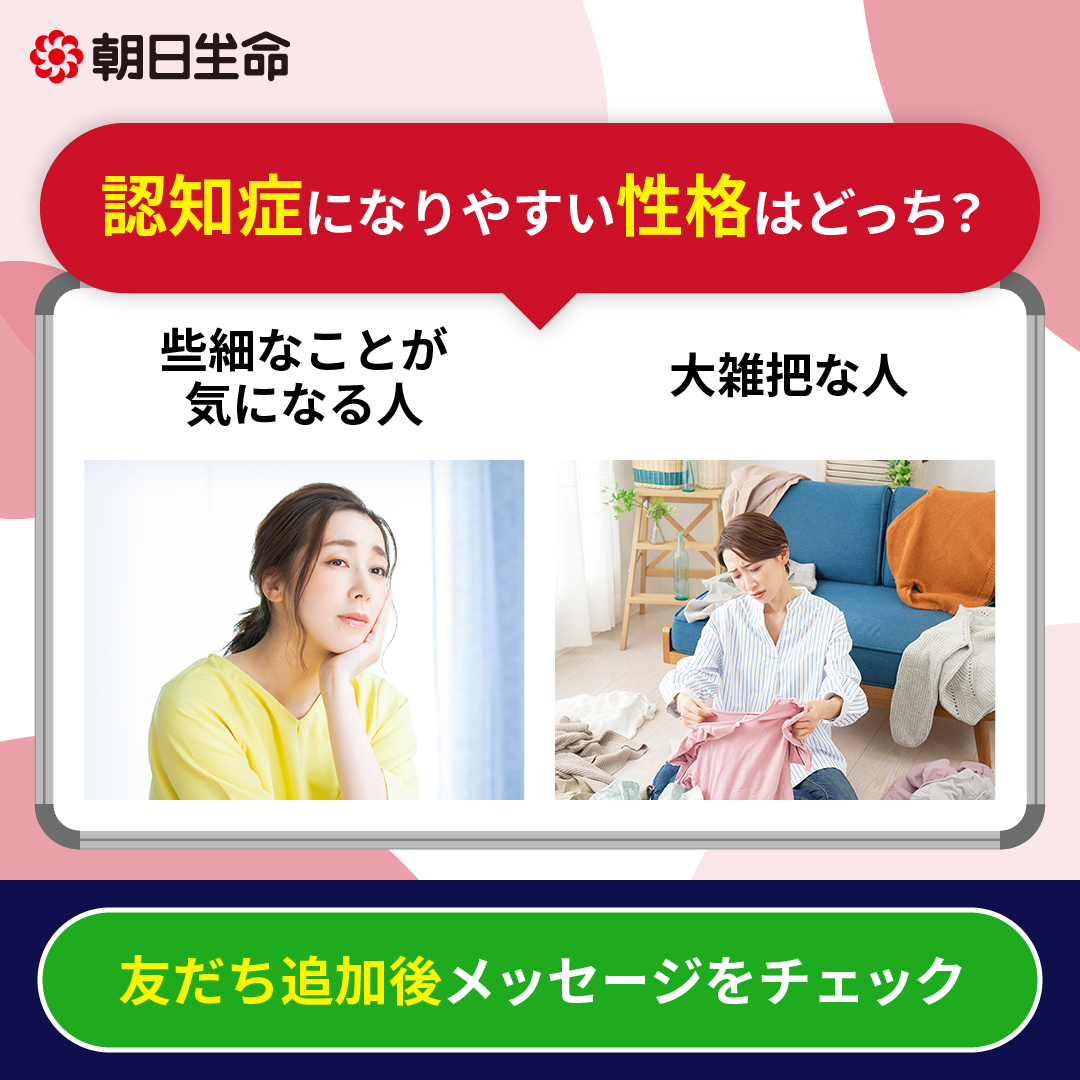 朝日生命
認知症になりやすい性格はどっち?
些細なことが
気になる人
大雑把な人
友だち追加後メッセージをチェック